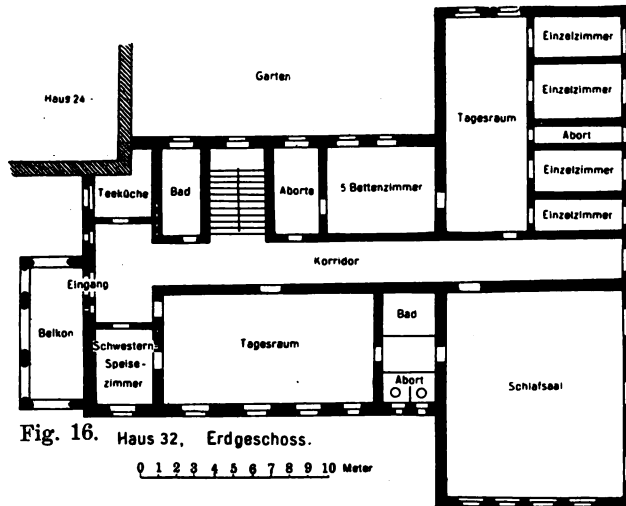 Einzelzimmer
Garten
Haus 24
Einzelzimmer
Tagesraum
Abort
Teeküche
Bad
Aborte
5 Bettenzimmer
Einzelzimmer
Einzelzimmer
Korridor
Eingang
Bad
Balkon
Schwestern-
Speise-
zimmer
Tagesraum
Abort
Schlafsaal
Fig. 16. Haus 32, Erdgeschoss.
0 1 2 3 4 5 6 7 8 9 10 Meter